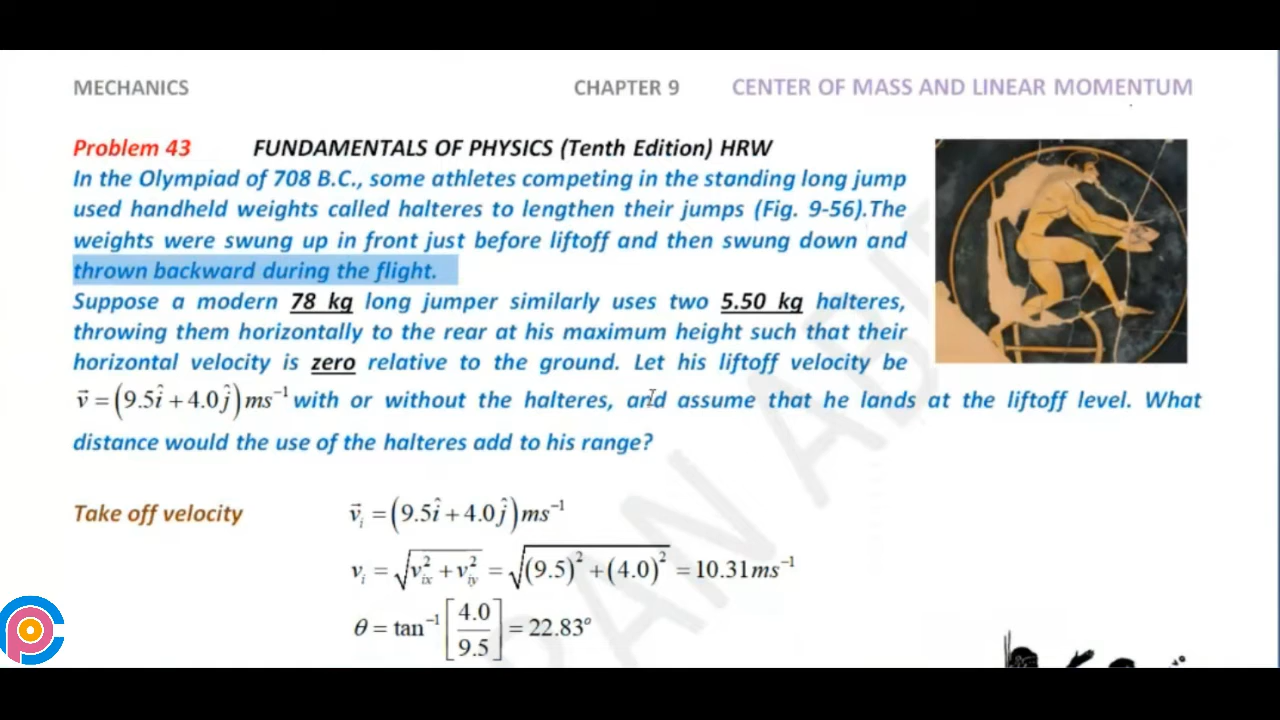 MECHANICS CHAPTER 9 CENTER OF MASS AND LINEAR MOMENTUM
Problem 43 FUNDAMENTALS OF PHYSICS (Tenth Edition) HRW
In the Olympiad of 708 B.C., some athletes competing in the standing long jump
used handheld weights called halteres to lengthen their jumps (Fig. 9-56).The
weights were swung up in front just before liftoff and then swung down and
thrown backward during the flight.
Suppose a modern 78 kg long jumper similarly uses two 5.50 kg halteres,
throwing them horizontally to the rear at his maximum height such that their
horizontal velocity is zero relative to the ground. Let his liftoff velocity be
v⃗ = (9.5î + 4.0ĵ) ms⁻¹ with or without the halteres, and assume that he lands at the liftoff level. What
distance would the use of the halteres add to his range?
Take off velocity v⃗ᵢ = (9.5î + 4.0ĵ) ms⁻¹
vᵢ = √(v²ᵢₓ + v²ᵢᵧ) = √((9.5)² + (4.0)²) = 10.31 ms⁻¹
θ = tan⁻¹ [4.0/9.5] = 22.83°